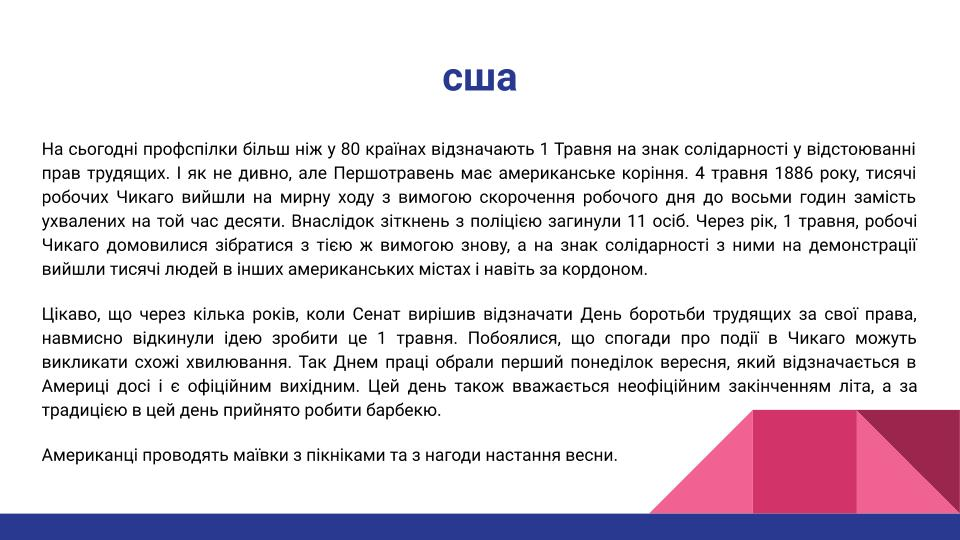 сша
На сьогодні профспілки більш ніж у 80 країнах відзначають 1 Травня на знак солідарності у відстоюванні
прав трудящих. І як не дивно, але Першотравень має американське коріння. 4 травня 1886 року, тисячі
робочих Чикаго вийшли на мирну ходу з вимогою скорочення робочого дня до восьми годин замість
ухвалених на той час десяти. Внаслідок зіткнень з поліцією загинули 11 осіб. Через рік, 1 травня, робочі
Чикаго домовилися зібратися з тією ж вимогою знову, а на знак солідарності з ними на демонстрації
вийшли тисячі людей в інших американських містах і навіть за кордоном.
Цікаво, що через кілька років, коли Сенат вирішив відзначати День боротьби трудящих за свої права,
навмисно відкинули ідею зробити це 1 травня. Побоялися, що спогади про події в Чикаго можуть
викликати схожі хвилювання. Так Днем праці обрали перший понеділок вересня, який відзначається в
Америці досі і є офіційним вихідним. Цей день також вважається неофіційним закінченням літа, а за
традицією в цей день прийнято робити барбекю.
Американці проводять маївки з пікніками та з нагоди настання весни.